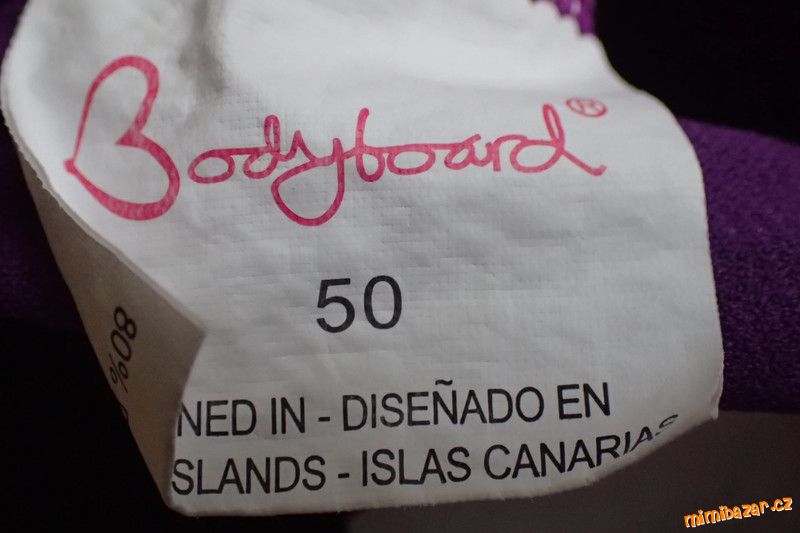 Bodyboard®
50
80%
NED IN - DISEÑADO EN
SLANDS - ISLAS CANARIAS
mimibazar.cz